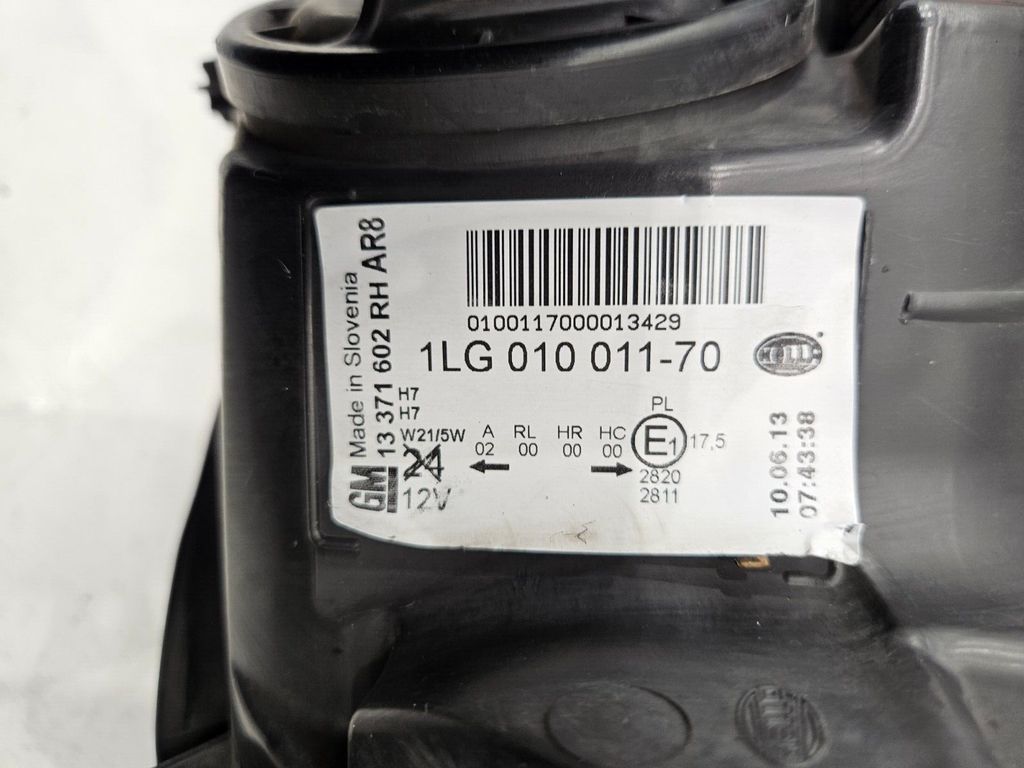 0100117000013429
1LG 010 011-70
HELLA
Made in Slovenia
13 371 602 RH AR8
GM
H7
H7
W21/5W
24
12V
A RL HR HC
02 00 00 00
PL
E1 17,5
2820
2811
10.06.13
07:43:38
HELLA